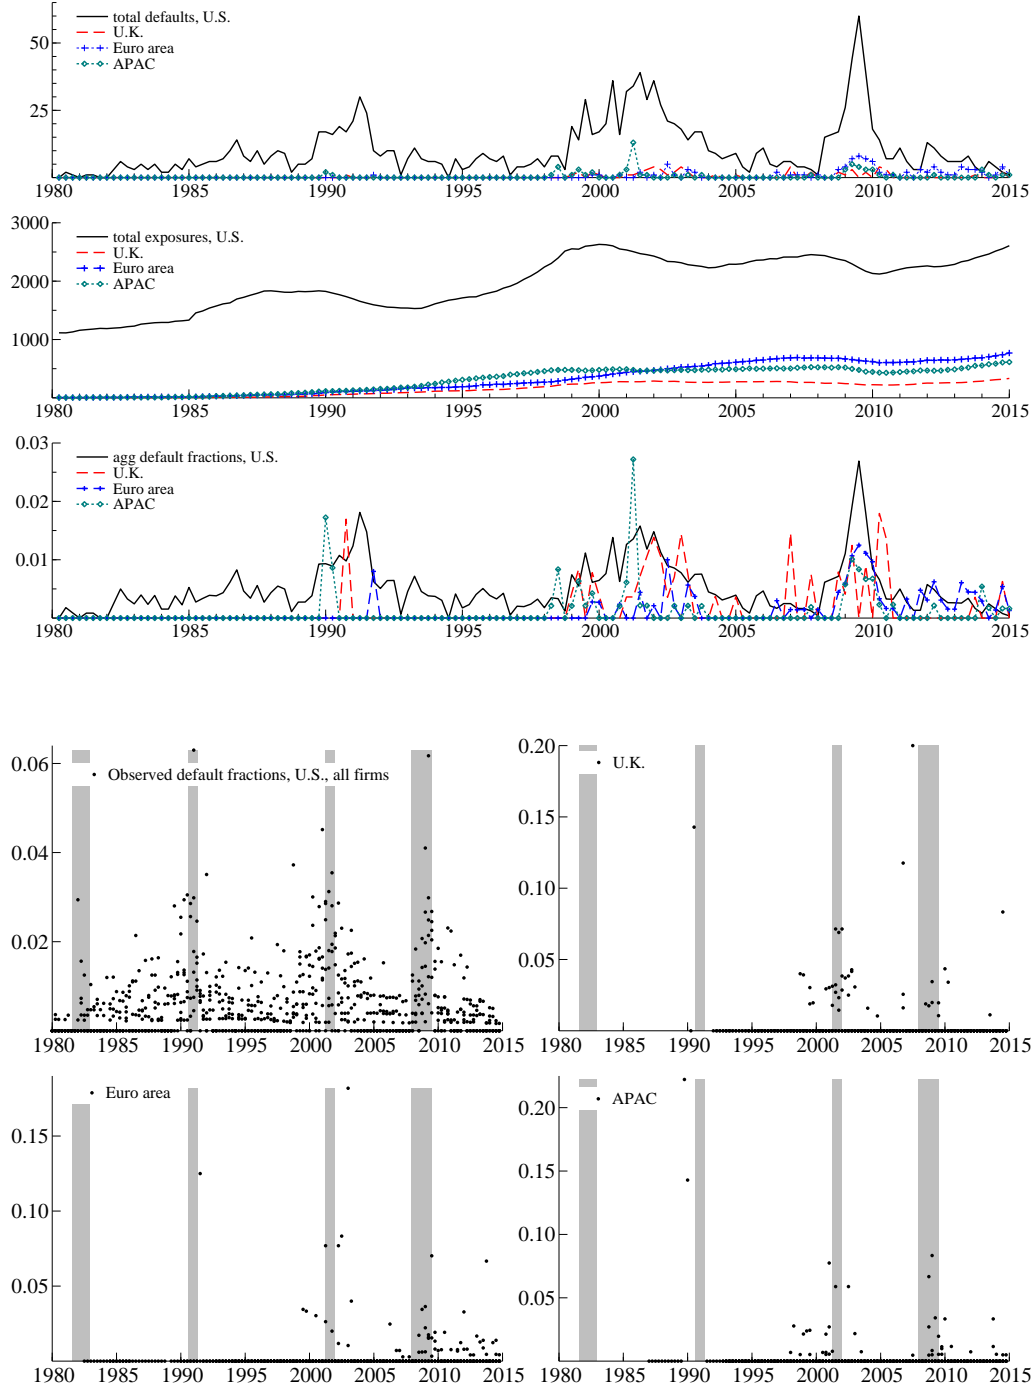 total defaults, U.S.
U.K.
Euro area
APAC
50
25
1980 1985 1990 1995 2000 2005 2010 2015
3000
total exposures, U.S.
U.K.
Euro area
APAC
2000
1000
1980 1985 1990 1995 2000 2005 2010 2015
0.03
agg default fractions, U.S.
U.K.
Euro area
APAC
0.02
0.01
1980 1985 1990 1995 2000 2005 2010 2015
0.06
Observed default fractions, U.S., all firms
0.04
0.02
1980 1985 1990 1995 2000 2005 2010 2015
0.20
U.K.
0.15
0.10
0.05
1980 1985 1990 1995 2000 2005 2010 2015
Euro area
0.15
0.10
0.05
1980 1985 1990 1995 2000 2005 2010 2015
APAC
0.20
0.15
0.10
0.05
1980 1985 1990 1995 2000 2005 2010 2015